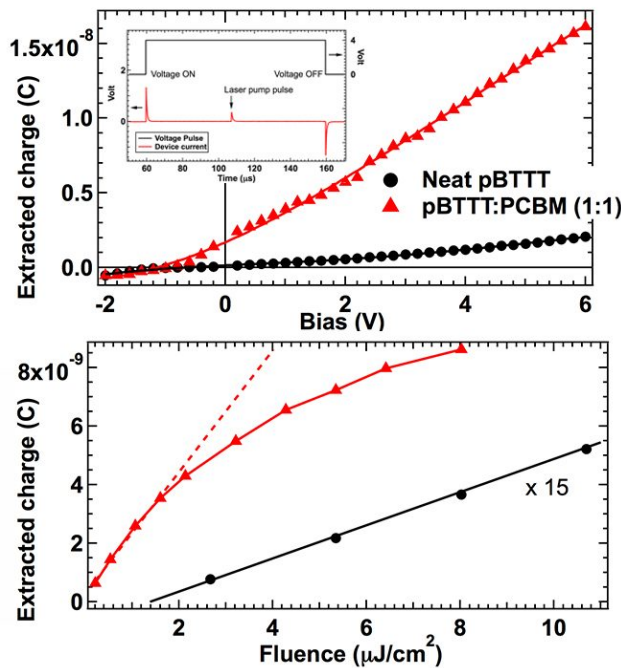 1.5x10⁻⁸
1.0
0.5
0.0
Extracted charge (C)
-2
0
2
4
6
Bias (V)
Neat pBTTT
pBTTT:PCBM (1:1)
Voltage ON
Voltage OFF
Laser pump pulse
Voltage Pulse
Device current
2
0
Volt
4
0
Volt
60
80
100
120
140
160
Time (µs)
8x10⁻⁹
6
4
2
0
Extracted charge (C)
x 15
2
4
6
8
10
Fluence (µJ/cm²)